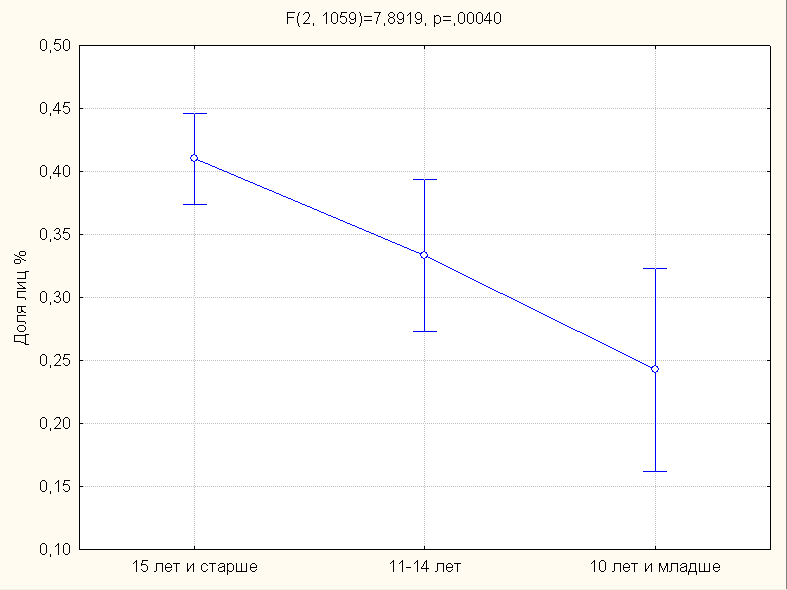 F(2, 1059)=7,8919, p=,00040
0,50
0,45
0,40
0,35
0,30
0,25
0,20
0,15
0,10
Доля лиц %
15 лет и старше
11-14 лет
10 лет и младше